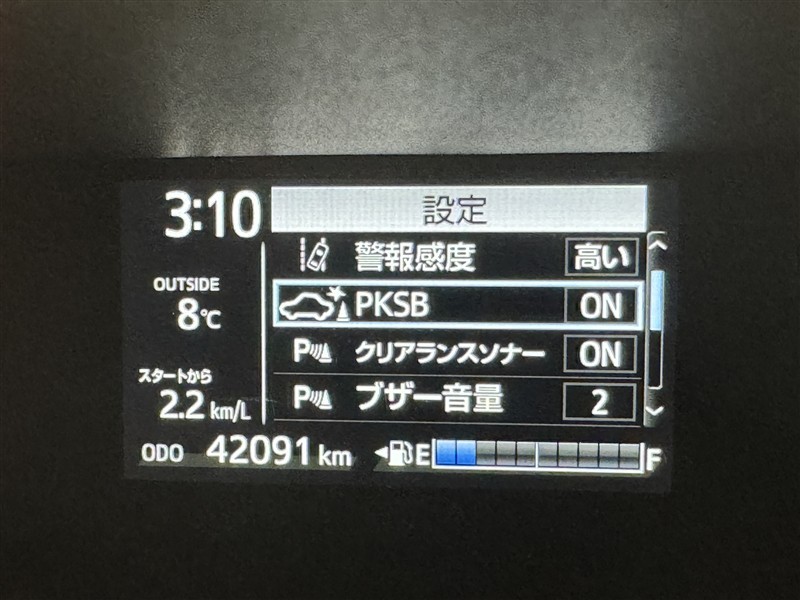 3:10
設定
警報感度 高い
OUTSIDE
8℃
PKSB ON
P クリアランスソナー ON
スタートから
2.2 km/L
P ブザー音量 2
ODO 42091 km E F